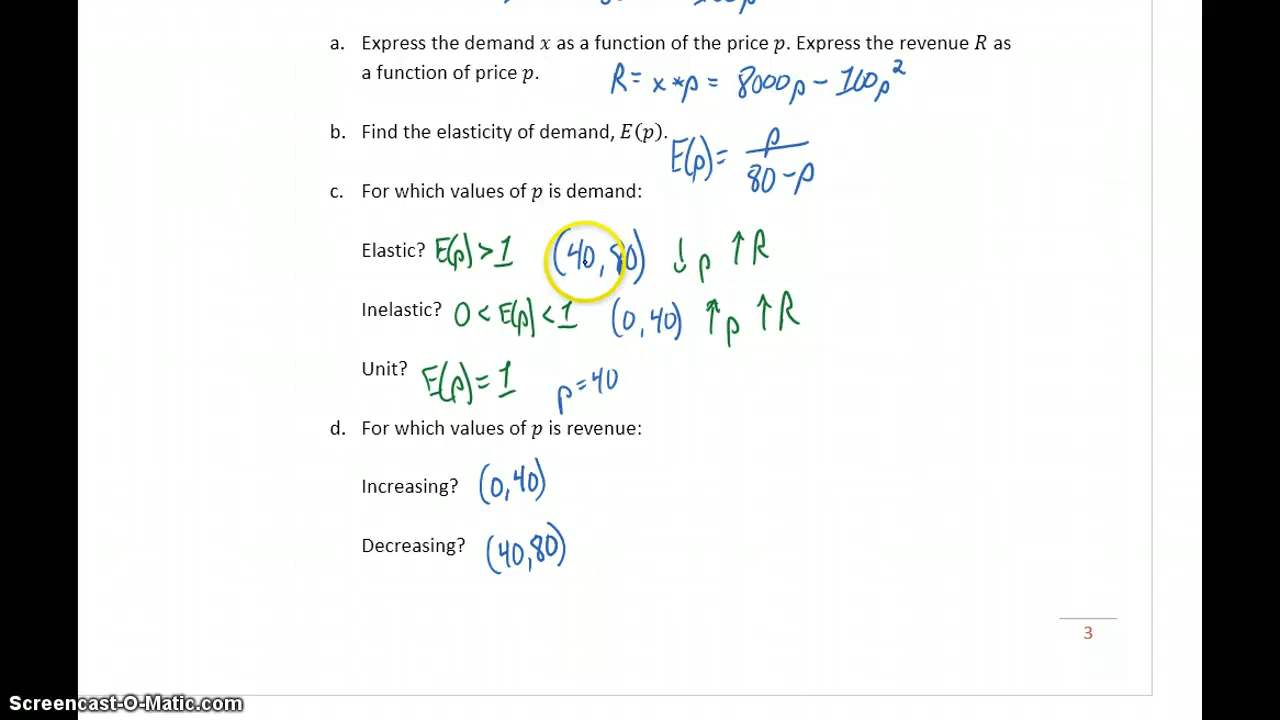 a. Express the demand x as a function of the price p. Express the revenue R as
a function of price p.
R = x * p = 8000p - 100p²
b. Find the elasticity of demand, E(p).
E(p) = p / (80 - p)
c. For which values of p is demand:
Elastic? E(p) > 1 (40, 80) ↓ p ↑ R
Inelastic? 0 < E(p) < 1 (0, 40) ↑ p ↑ R
Unit? E(p) = 1 p = 40
d. For which values of p is revenue:
Increasing? (0, 40)
Decreasing? (40, 80)
3
Screencast-O-Matic.com